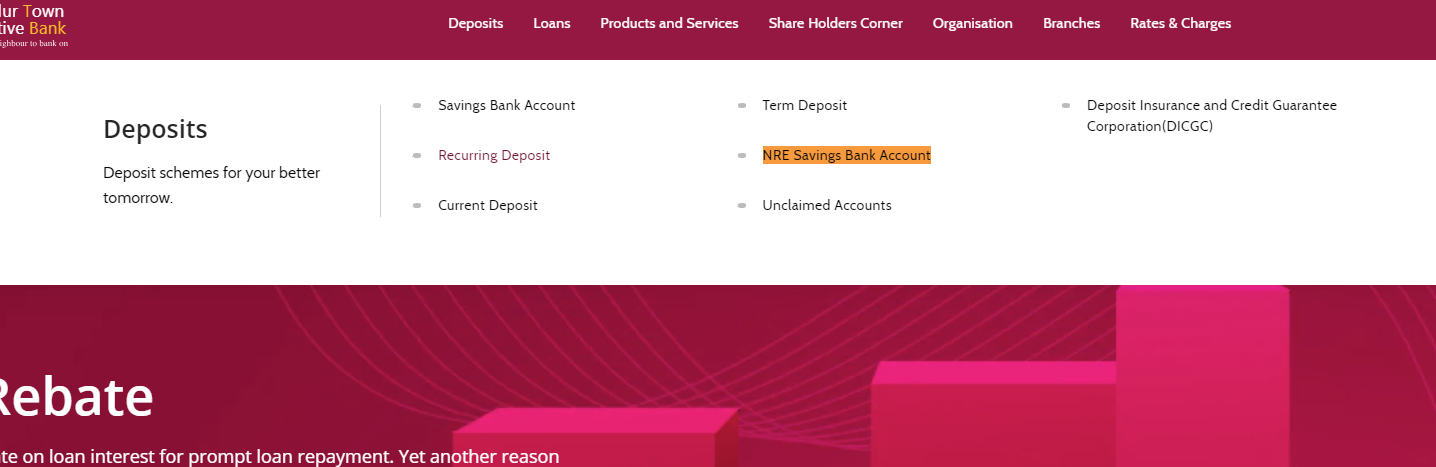 lur Town
tive Bank
ighbour to bank on
Deposits Loans Products and Services Share Holders Corner Organisation Branches Rates & Charges
Deposits
Deposit schemes for your better
tomorrow.
Savings Bank Account
Recurring Deposit
Current Deposit
Term Deposit
NRE Savings Bank Account
Unclaimed Accounts
Deposit Insurance and Credit Guarantee
Corporation(DICGC)
Rebate
ate on loan interest for prompt loan repayment. Yet another reason